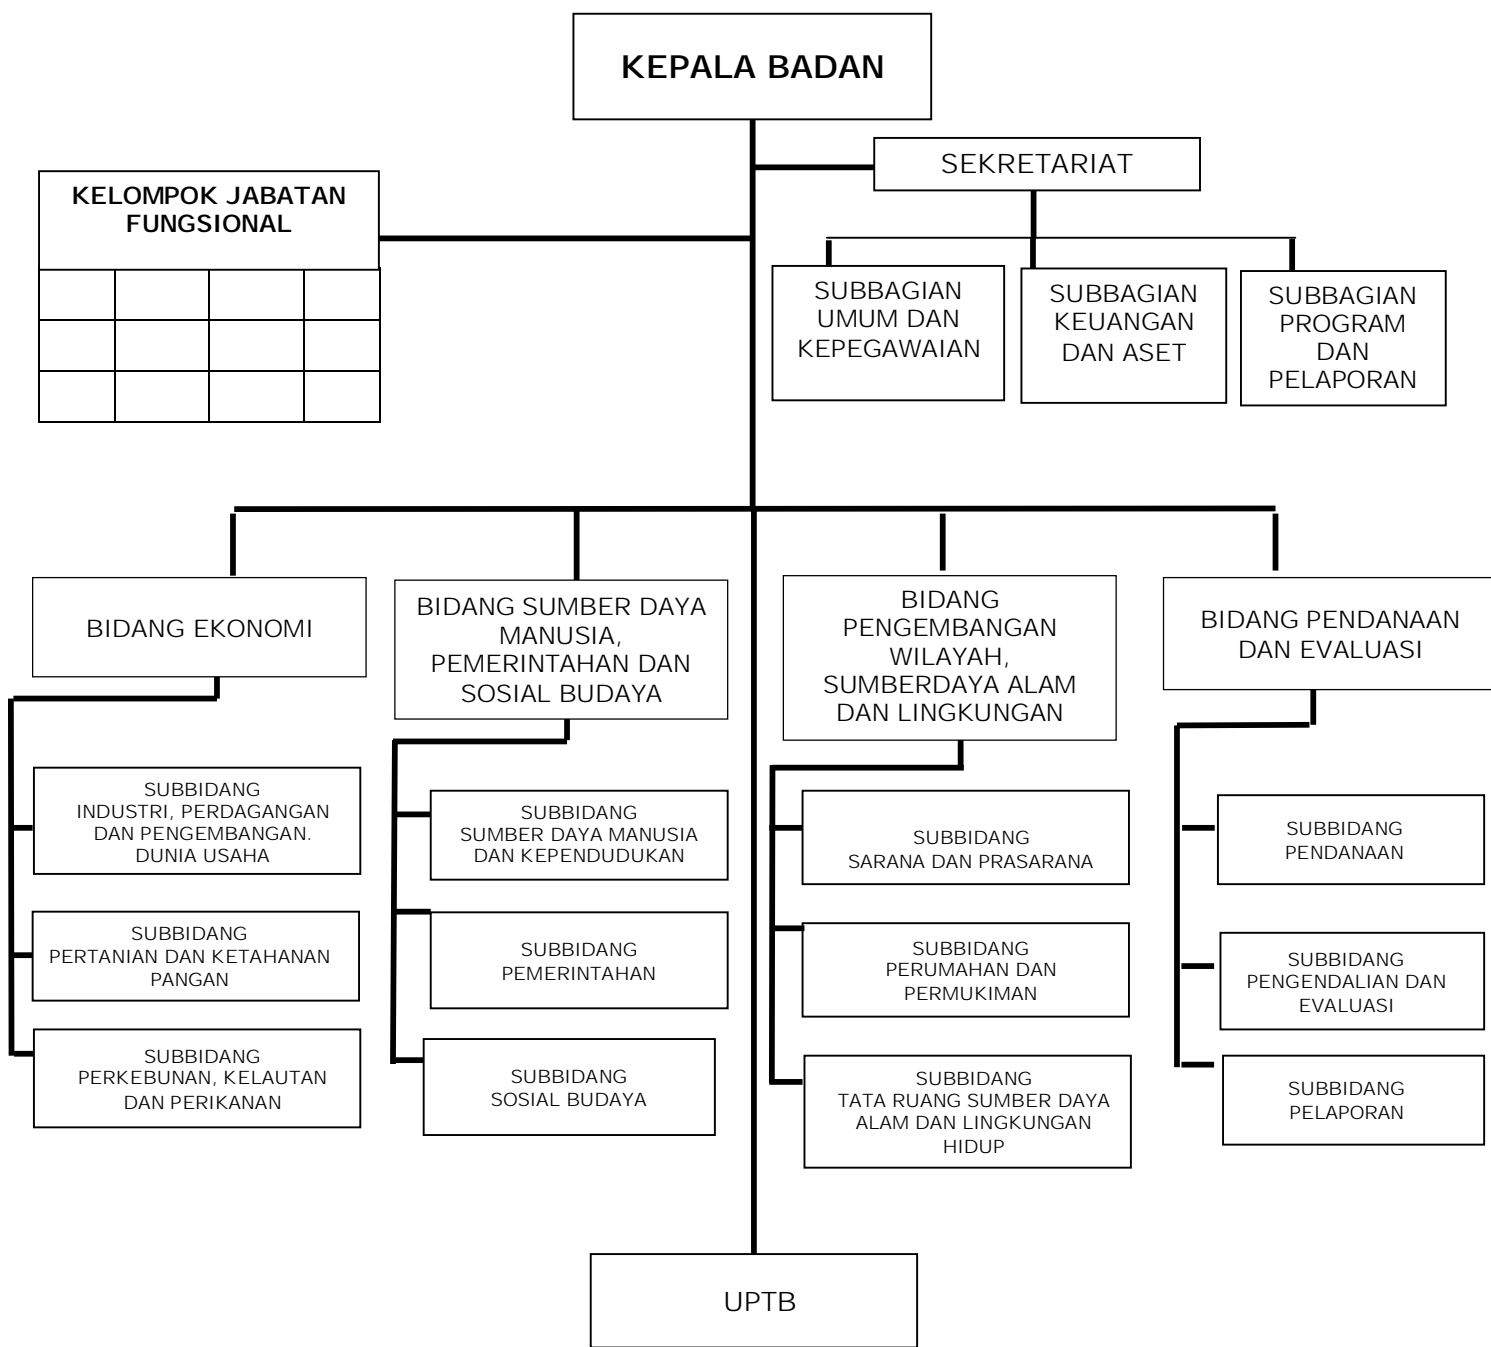 KEPALA BADAN
SEKRETARIAT
KELOMPOK JABATAN
FUNGSIONAL
SUBBAGIAN
UMUM DAN
KEPEGAWAIAN
SUBBAGIAN
KEUANGAN
DAN ASET
SUBBAGIAN
PROGRAM
DAN
PELAPORAN
BIDANG EKONOMI
BIDANG SUMBER DAYA
MANUSIA,
PEMERINTAHAN DAN
SOSIAL BUDAYA
BIDANG
PENGEMBANGAN
WILAYAH,
SUMBERDAYA ALAM
DAN LINGKUNGAN
BIDANG PENDANAAN
DAN EVALUASI
SUBBIDANG
INDUSTRI, PERDAGANGAN
DAN PENGEMBANGAN.
DUNIA USAHA
SUBBIDANG
PERTANIAN DAN KETAHANAN
PANGAN
SUBBIDANG
PERKEBUNAN, KELAUTAN
DAN PERIKANAN
SUBBIDANG
SUMBER DAYA MANUSIA
DAN KEPENDUDUKAN
SUBBIDANG
PEMERINTAHAN
SUBBIDANG
SOSIAL BUDAYA
SUBBIDANG
SARANA DAN PRASARANA
SUBBIDANG
PERUMAHAN DAN
PERMUKIMAN
SUBBIDANG
TATA RUANG SUMBER DAYA
ALAM DAN LINGKUNGAN
HIDUP
SUBBIDANG
PENDANAAN
SUBBIDANG
PENGENDALIAN DAN
EVALUASI
SUBBIDANG
PELAPORAN
UPTB